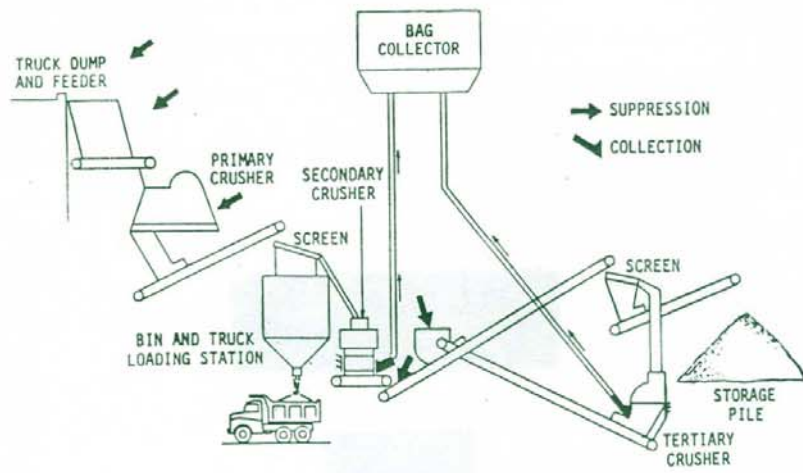 BAG
COLLECTOR
TRUCK DUMP
AND FEEDER
SUPPRESSION
COLLECTION
PRIMARY
CRUSHER
SECONDARY
CRUSHER
SCREEN
SCREEN
BIN AND TRUCK
LOADING STATION
STORAGE
PILE
TERTIARY
CRUSHER